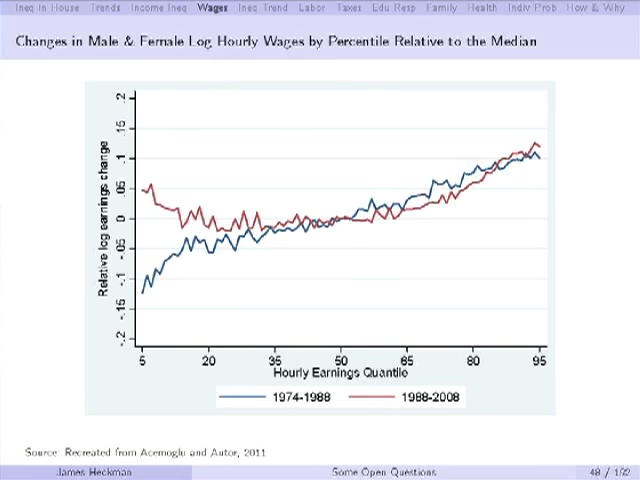 Ineq in House Trends Income Ineq Wages Ineq Trend Labor Taxes Edu Resp Family Health Indiv Prob How & Why
Changes in Male & Female Log Hourly Wages by Percentile Relative to the Median
Relative log earnings change
.2
.15
.1
.05
0
-.05
-.1
-.15
-.2
5 20 35 50 65 80 95
Hourly Earnings Quantile
1974-1988 1988-2008
Source: Recreated from Acemoglu and Autor, 2011
James Heckman Some Open Questions 48 / 192